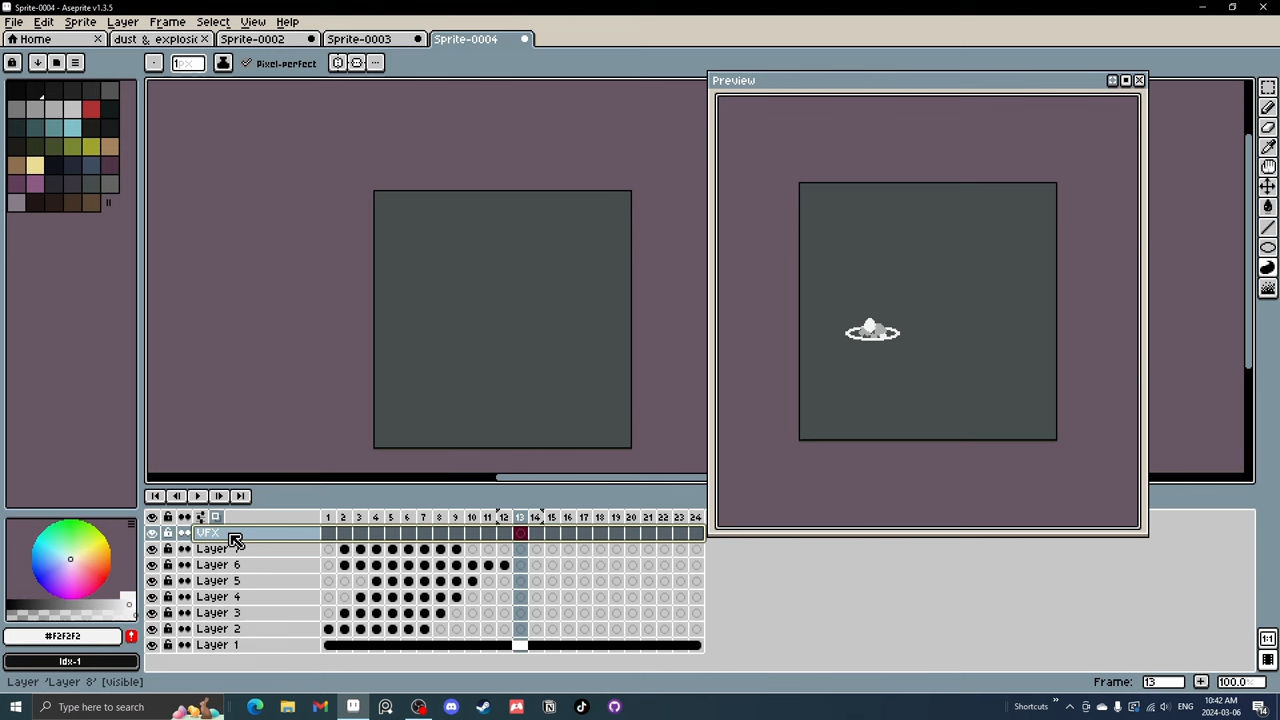 Sprite-0004 - Aseprite v1.3.5
File Edit Sprite Layer Frame Select View Help
Home dust & explosic Sprite-0002 Sprite-0003 Sprite-0004
1px Pixel-perfect
Preview
1 2 3 4 5 6 7 8 9 10 11 12 13 14 15 16 17 18 19 20 21 22 23 24
VFX
Layer
Layer 6
Layer 5
Layer 4
Layer 3
Layer 2
Layer 1
#f2f2f2
Idx-1
1:1
Layer 'Layer 8' [visible]
Frame: 13 + 100.0%
Type here to search
Shortcuts
10:42 AM
2024-03-06
14